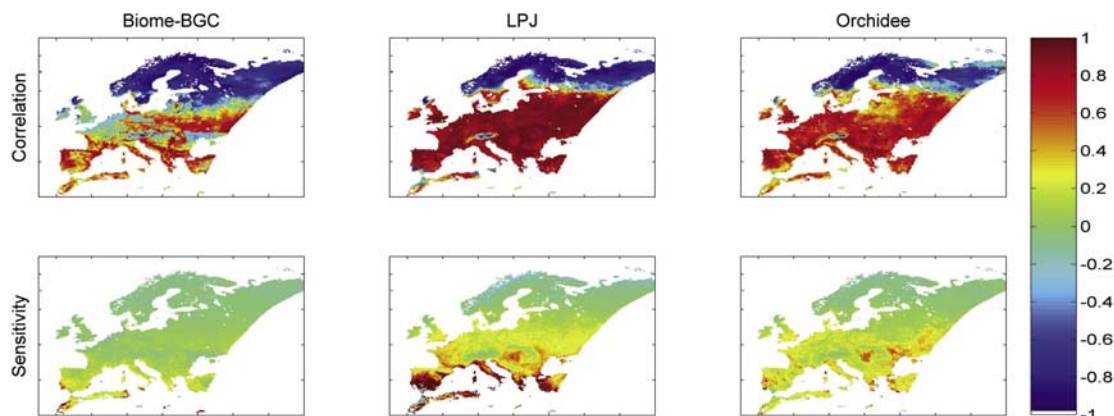 Biome-BGC
LPJ
Orchidee
Correlation
Sensitivity
1
0.8
0.6
0.4
0.2
0
-0.2
-0.4
-0.6
-0.8
-1